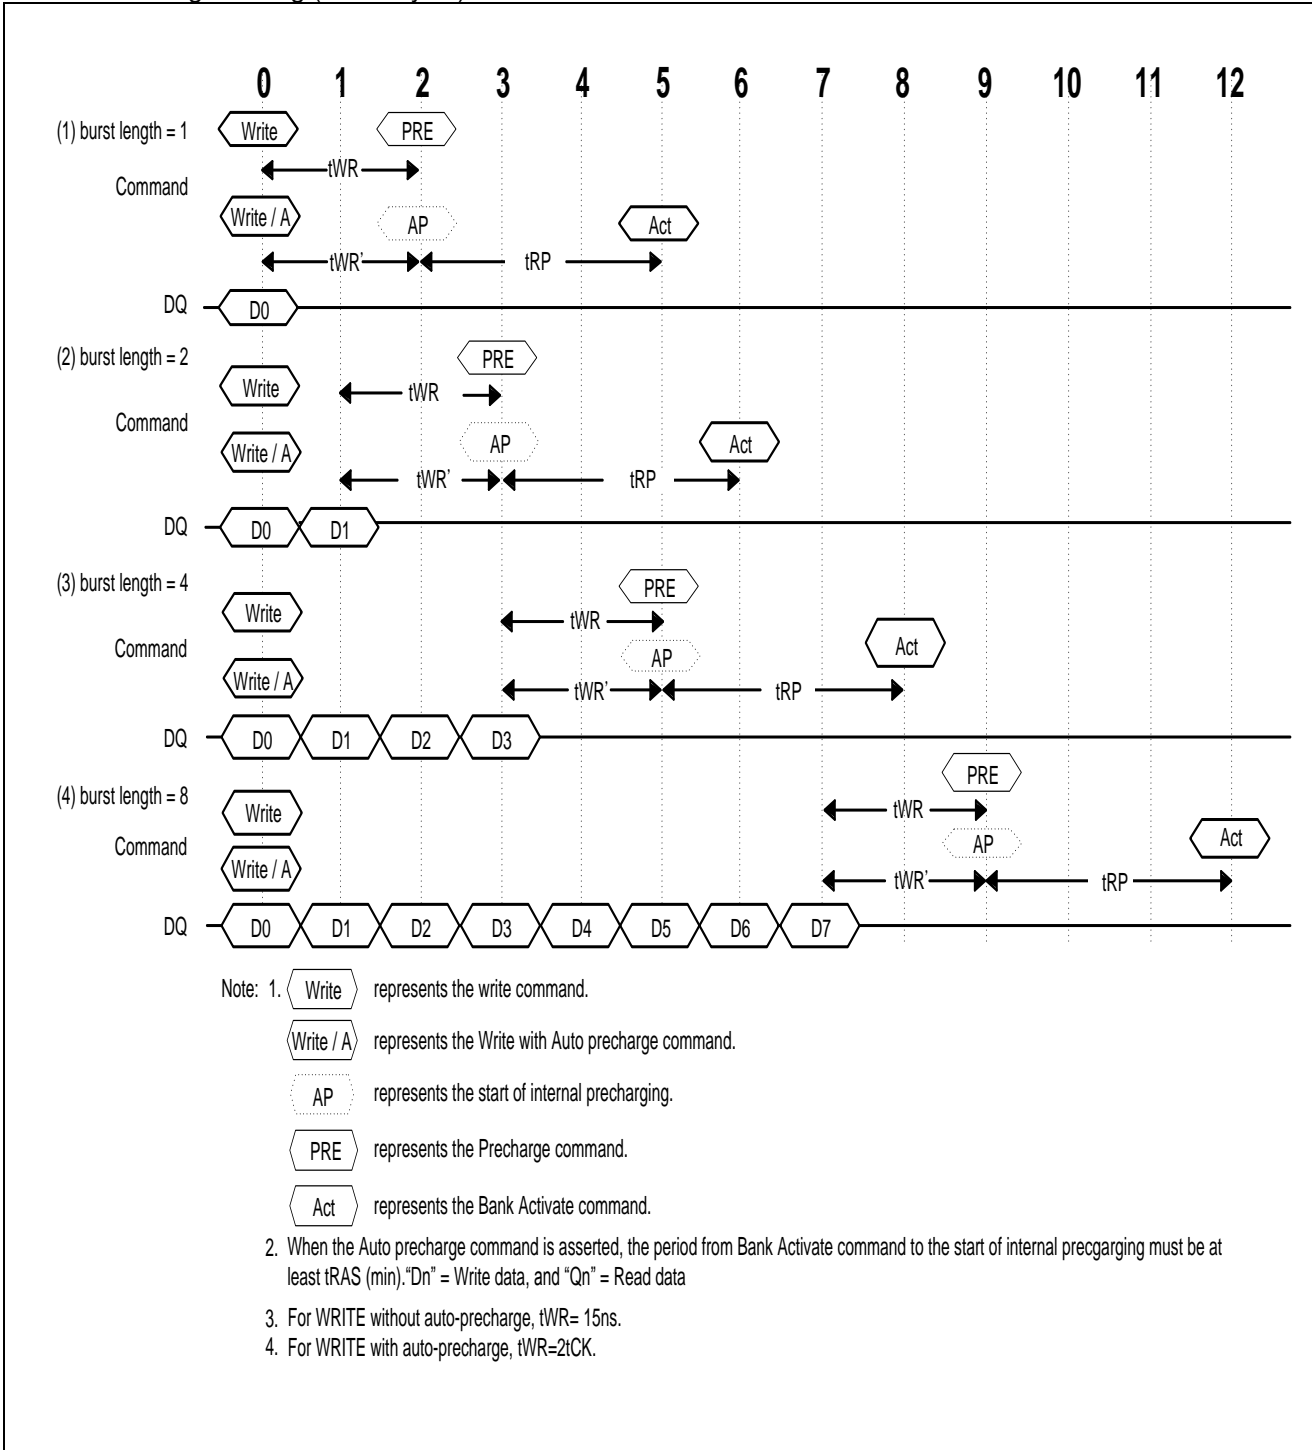 0 1 2 3 4 5 6 7 8 9 10 11 12
(1) burst length = 1 Write PRE
tWR
Command
Write / A AP Act
tWR' tRP
DQ D0
(2) burst length = 2 PRE
Write tWR
Command
Write / A AP Act
tWR' tRP
DQ D0 D1
(3) burst length = 4 PRE
Write tWR
Command AP Act
Write / A tWR' tRP
DQ D0 D1 D2 D3
PRE
(4) burst length = 8
Write tWR
Command AP Act
Write / A tWR' tRP
DQ D0 D1 D2 D3 D4 D5 D6 D7
Note: 1. Write represents the write command.
Write / A represents the Write with Auto precharge command.
AP represents the start of internal precharging.
PRE represents the Precharge command.
Act represents the Bank Activate command.
2. When the Auto precharge command is asserted, the period from Bank Activate command to the start of internal precgarging must be at
least tRAS (min).“Dn” = Write data, and “Qn” = Read data
3. For WRITE without auto-precharge, tWR= 15ns.
4. For WRITE with auto-precharge, tWR=2tCK.